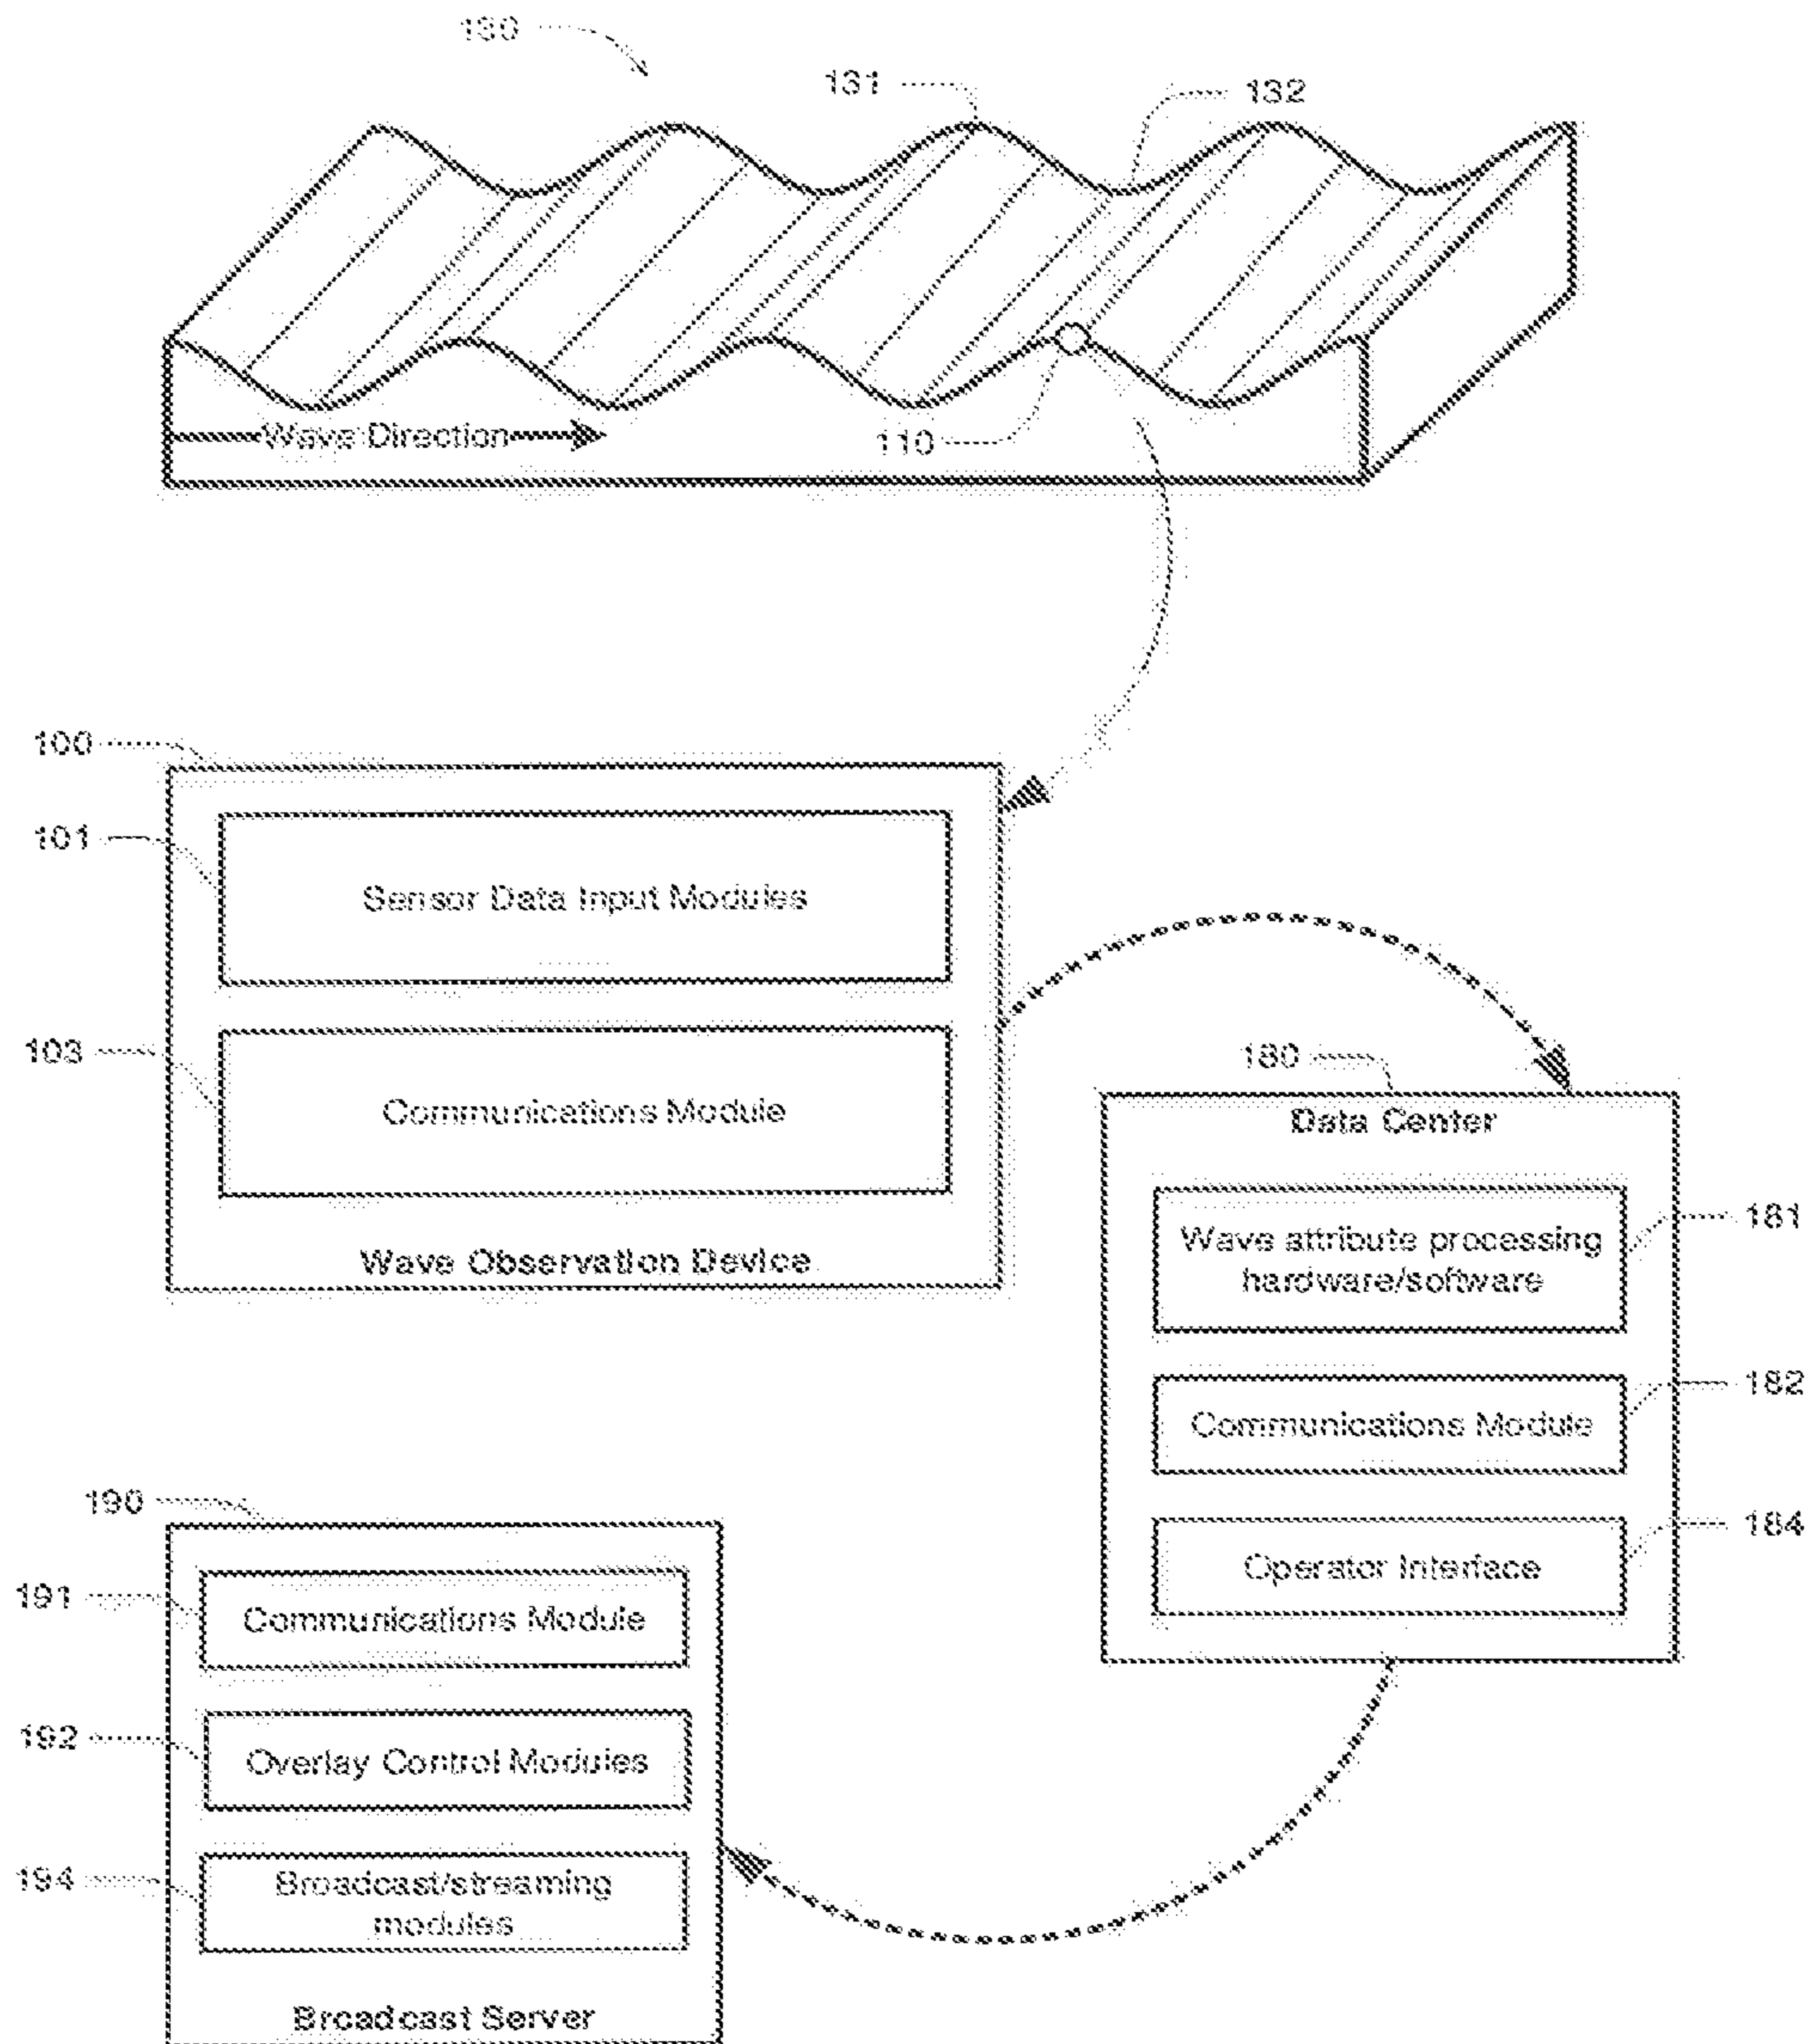 130
131
132
Wave Direction
110
100
101
Sensor Data Input Modules
103
Communications Module
Wave Observation Device
180
Data Center
Wave attribute processing
hardware/software
181
Communications Module
182
Operator Interface
184
190
191
Communications Module
192
Overlay Control Modules
194
Broadcast/streaming
modules
Broadcast Server